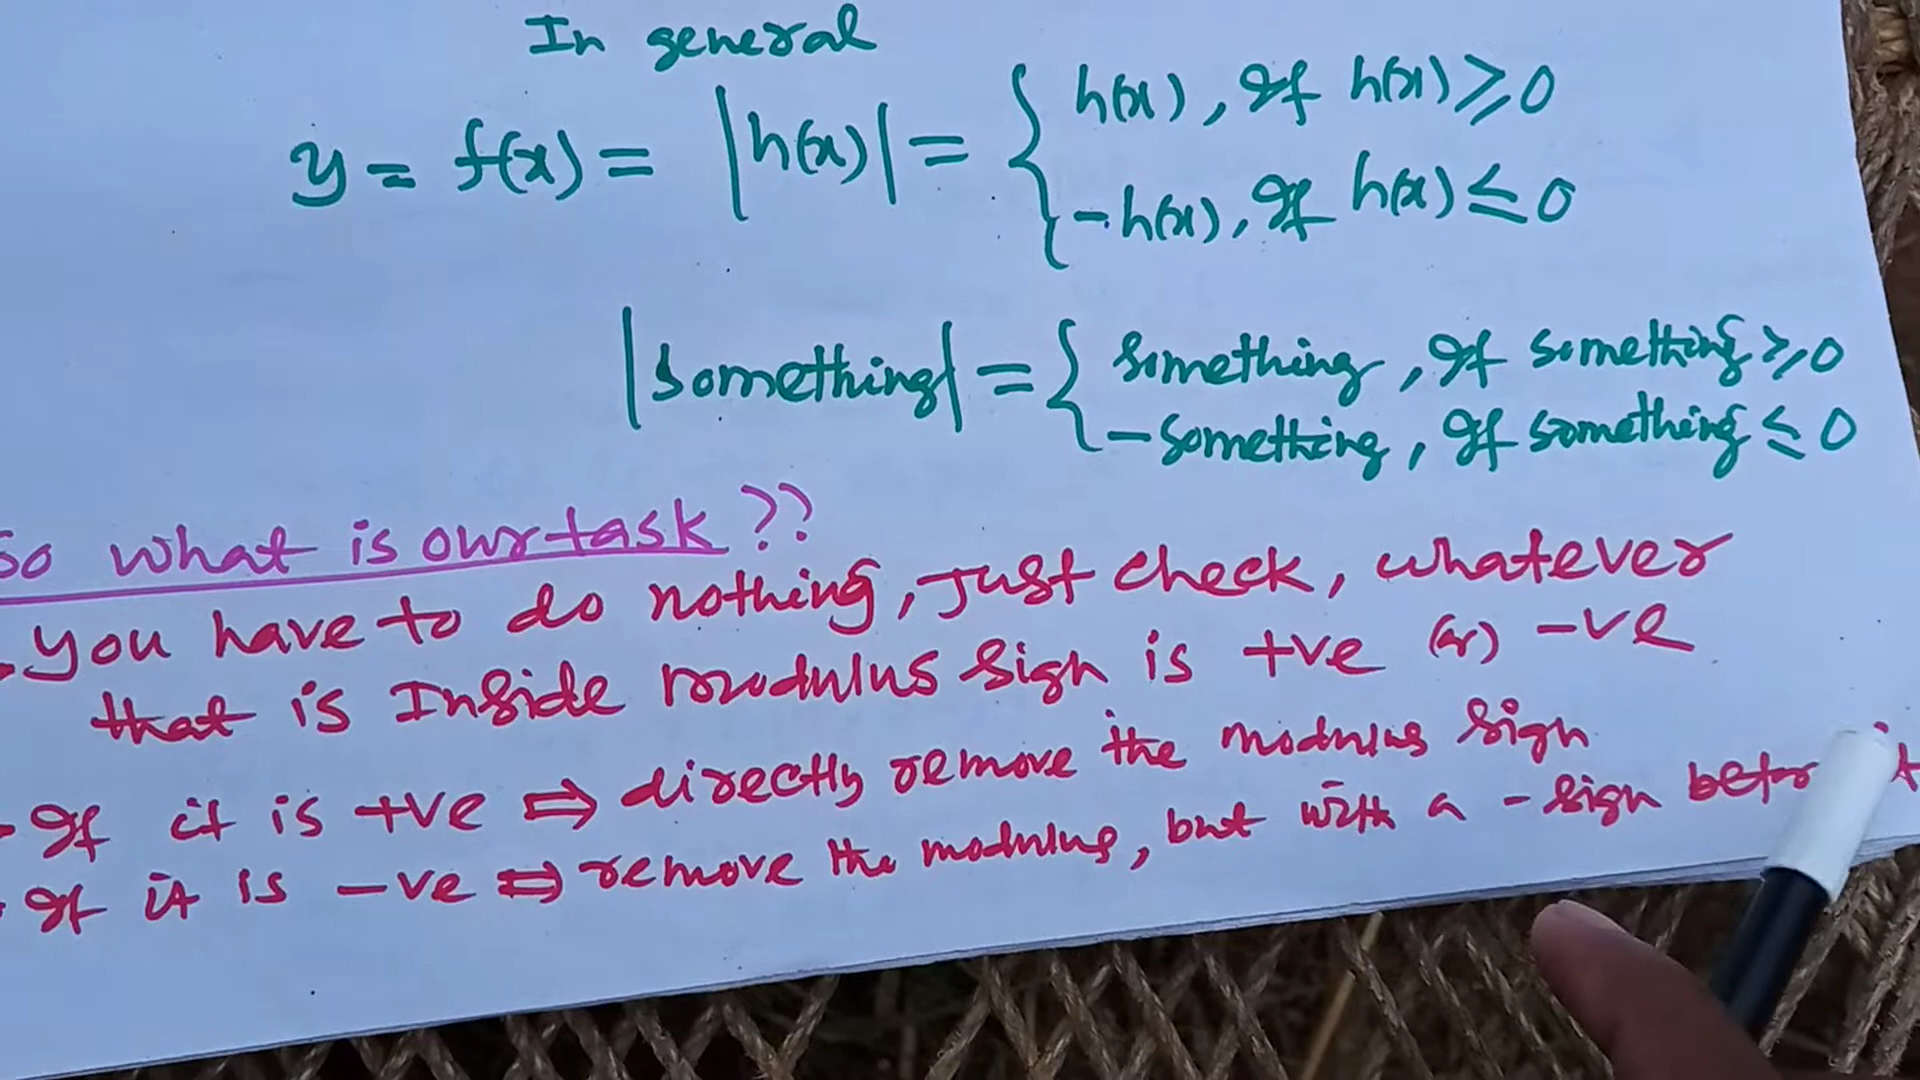 In general
y = f(x) = |h(x)| = { h(x), If h(x) ≥ 0
-h(x), If h(x) ≤ 0
|something| = { something, If something ≥ 0
-something, If something ≤ 0
So what is our task??
You have to do nothing, Just check, whatever
that is Inside modulus sign is +ve (or) -ve
If it is +ve ⇒ directly remove the modulus sign
If it is -ve ⇒ remove the modulus, but with a - sign before it